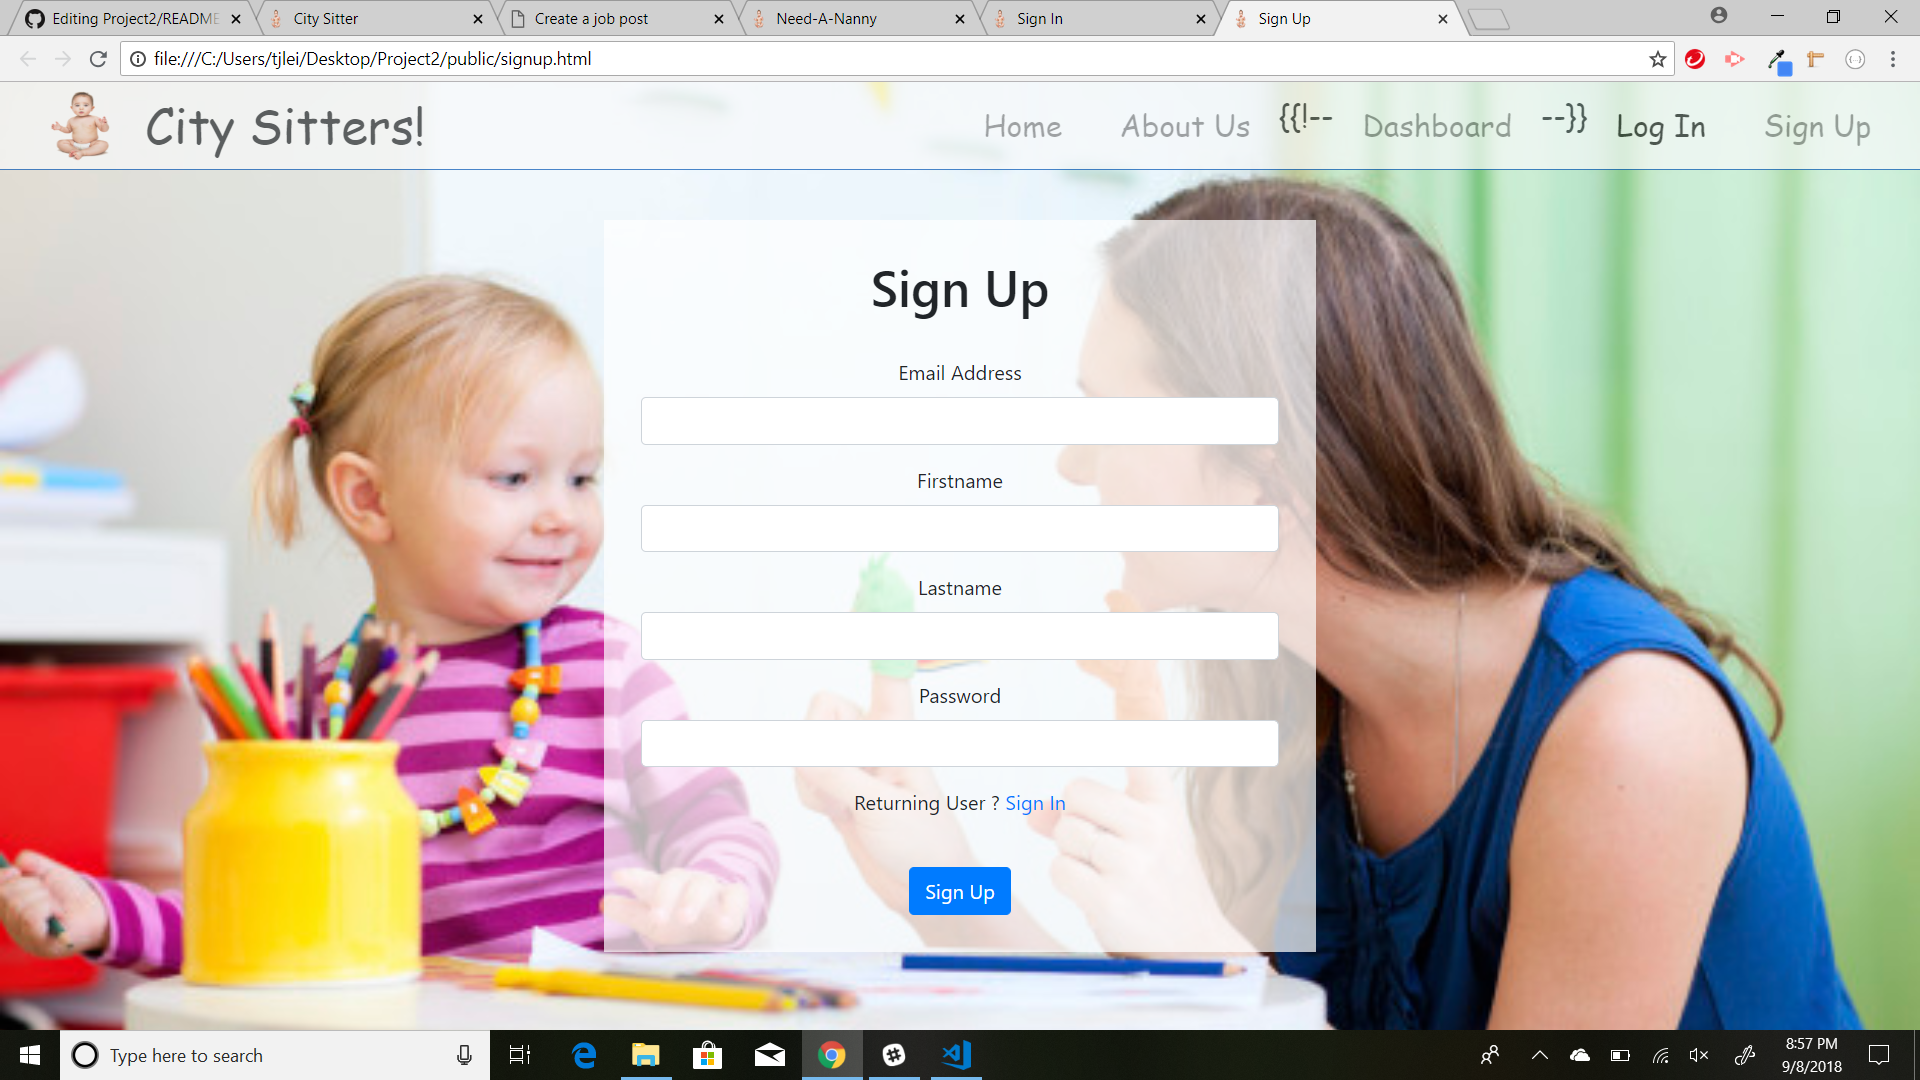 Editing Project2/README
City Sitter
Create a job post
Need-A-Nanny
Sign In
Sign Up
file:///C:/Users/tjlei/Desktop/Project2/public/signup.html
City Sitters!
Home
About Us
{{!--
Dashboard
--}}
Log In
Sign Up
Sign Up
Email Address
Firstname
Lastname
Password
Returning User ? Sign In
Sign Up
Type here to search
8:57 PM
9/8/2018